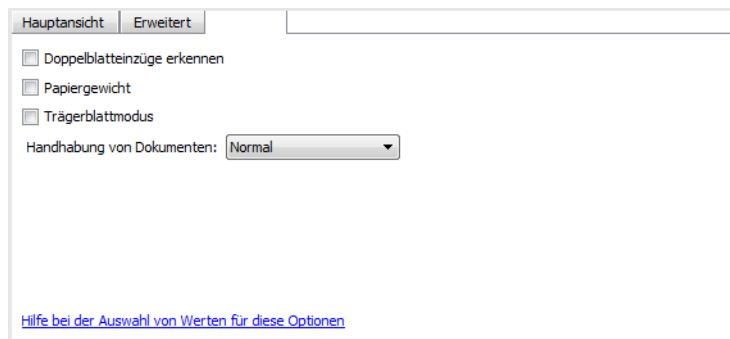 Hauptansicht Erweitert
Doppelblatteinzüge erkennen
Papiergewicht
Trägerblattmodus
Handhabung von Dokumenten: Normal
Hilfe bei der Auswahl von Werten für diese Optionen